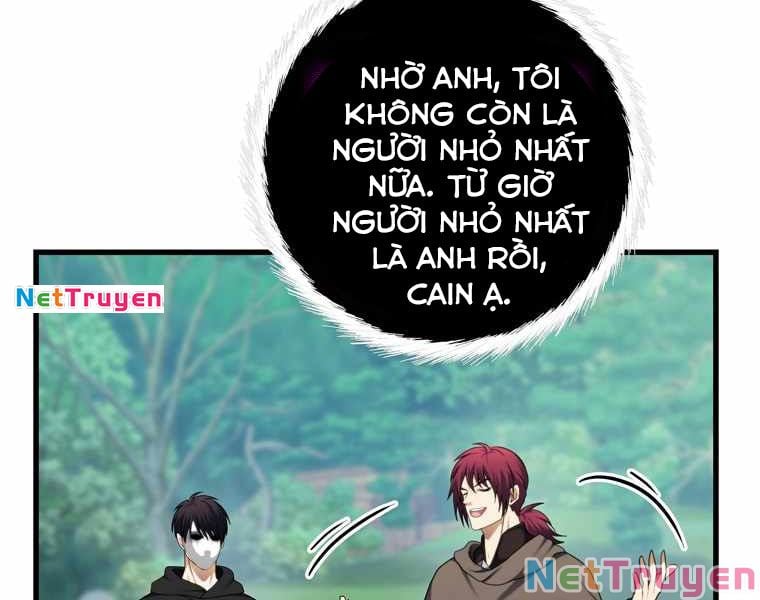 NHỜ ANH, TÔI
KHÔNG CÒN LÀ
NGƯỜI NHỎ NHẤT
NỮA. TỪ GIỜ
NGƯỜI NHỎ NHẤT
LÀ ANH RỒI,
CAIN Ạ.
NetTruyen
NetTruyen